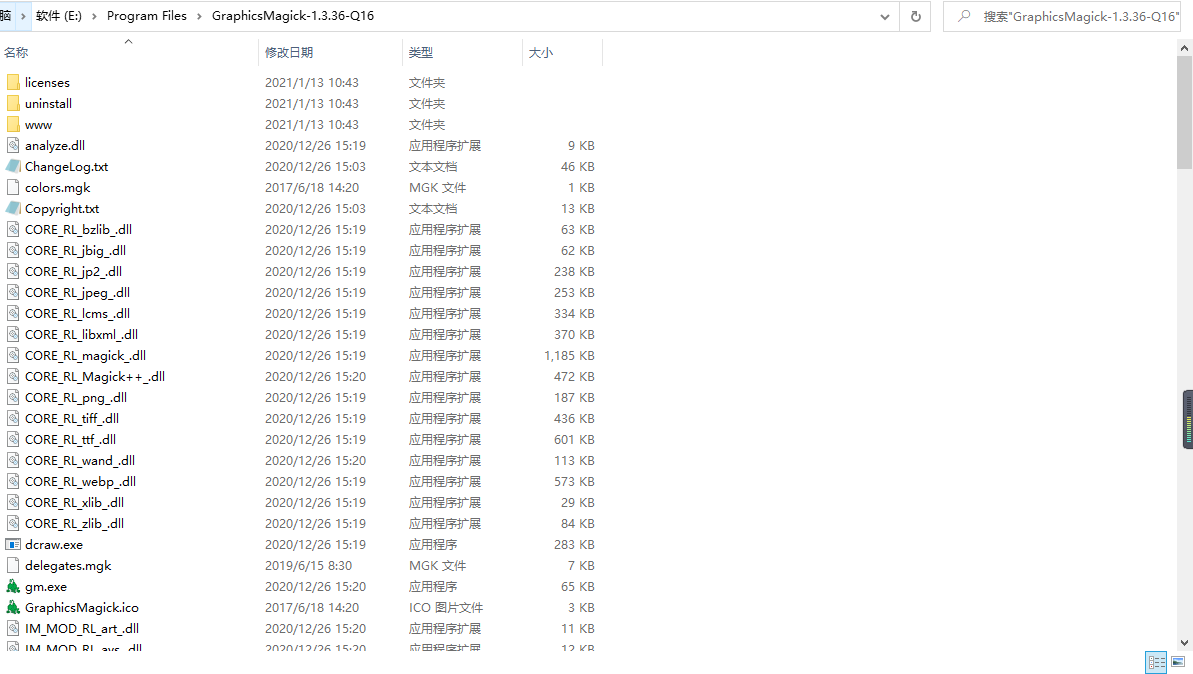 脑 › 软件 (E:) › Program Files › GraphicsMagick-1.3.36-Q16 搜索"GraphicsMagick-1.3.36-Q16"
名称 修改日期 类型 大小
licenses 2021/1/13 10:43 文件夹
uninstall 2021/1/13 10:43 文件夹
www 2021/1/13 10:43 文件夹
analyze.dll 2020/12/26 15:19 应用程序扩展 9 KB
ChangeLog.txt 2020/12/26 15:03 文本文档 46 KB
colors.mgk 2017/6/18 14:20 MGK 文件 1 KB
Copyright.txt 2020/12/26 15:03 文本文档 13 KB
CORE_RL_bzlib_.dll 2020/12/26 15:19 应用程序扩展 63 KB
CORE_RL_jbig_.dll 2020/12/26 15:19 应用程序扩展 62 KB
CORE_RL_jp2_.dll 2020/12/26 15:19 应用程序扩展 238 KB
CORE_RL_jpeg_.dll 2020/12/26 15:19 应用程序扩展 253 KB
CORE_RL_lcms_.dll 2020/12/26 15:19 应用程序扩展 334 KB
CORE_RL_libxml_.dll 2020/12/26 15:19 应用程序扩展 370 KB
CORE_RL_magick_.dll 2020/12/26 15:19 应用程序扩展 1,185 KB
CORE_RL_Magick++_.dll 2020/12/26 15:20 应用程序扩展 472 KB
CORE_RL_png_.dll 2020/12/26 15:19 应用程序扩展 187 KB
CORE_RL_tiff_.dll 2020/12/26 15:19 应用程序扩展 436 KB
CORE_RL_ttf_.dll 2020/12/26 15:19 应用程序扩展 601 KB
CORE_RL_wand_.dll 2020/12/26 15:20 应用程序扩展 113 KB
CORE_RL_webp_.dll 2020/12/26 15:19 应用程序扩展 573 KB
CORE_RL_xlib_.dll 2020/12/26 15:19 应用程序扩展 29 KB
CORE_RL_zlib_.dll 2020/12/26 15:19 应用程序扩展 84 KB
dcraw.exe 2020/12/26 15:19 应用程序 283 KB
delegates.mgk 2019/6/15 8:30 MGK 文件 7 KB
gm.exe 2020/12/26 15:20 应用程序 65 KB
GraphicsMagick.ico 2017/6/18 14:20 ICO 图片文件 3 KB
IM_MOD_RL_art_.dll 2020/12/26 15:20 应用程序扩展 11 KB
IM_MOD_RL_avs_.dll 2020/12/26 15:20 应用程序扩展 12 KB